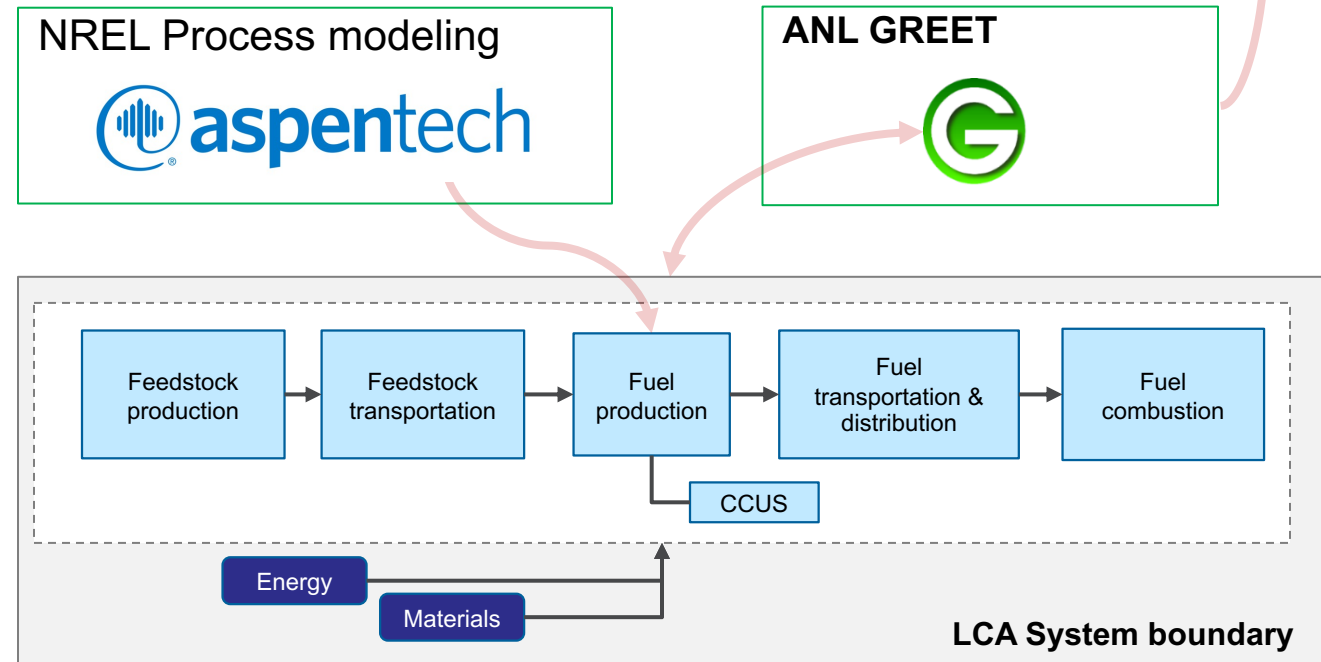 NREL Process modeling
aspentech
®
ANL GREET
G
Feedstock
production
Feedstock
transportation
Fuel
production
Fuel
transportation &
distribution
Fuel
combustion
CCUS
Energy
Materials
LCA System boundary